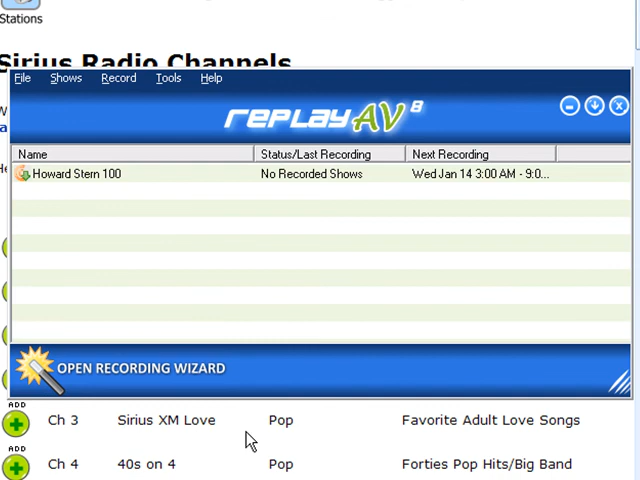 Stations
Sirius Radio Channels
File Shows Record Tools Help
Replay AV 8
Name Status/Last Recording Next Recording
Howard Stern 100 No Recorded Shows Wed Jan 14 3:00 AM - 9:0...
OPEN RECORDING WIZARD
ADD
Ch 3 Sirius XM Love Pop Favorite Adult Love Songs
ADD
Ch 4 40s on 4 Pop Forties Pop Hits/Big Band